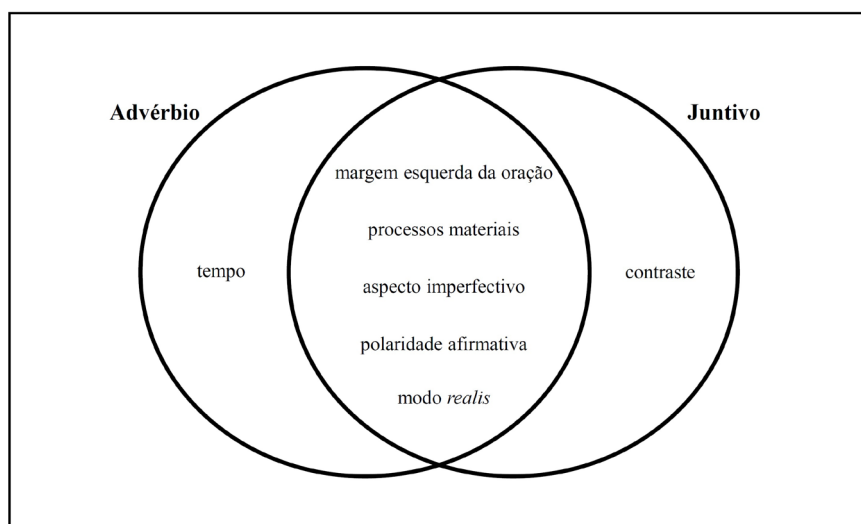 Advérbio
Juntivo
margem esquerda da oração
processos materiais
tempo
aspecto imperfectivo
contraste
polaridade afirmativa
modo realis